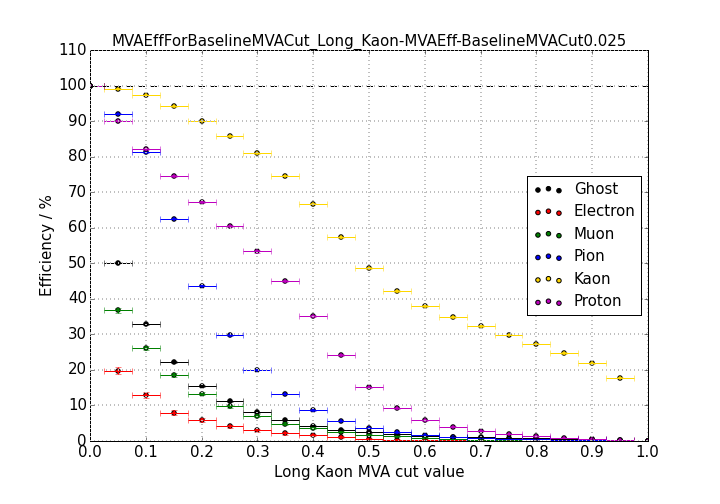 MVAEffForBaselineMVACut_Long_Kaon-MVAEff-BaselineMVACut0.025
110
100
90
80
70
60
50
40
30
20
10
0
Efficiency / %
Ghost
Electron
Muon
Pion
Kaon
Proton
0.0 0.1 0.2 0.3 0.4 0.5 0.6 0.7 0.8 0.9 1.0
Long Kaon MVA cut value